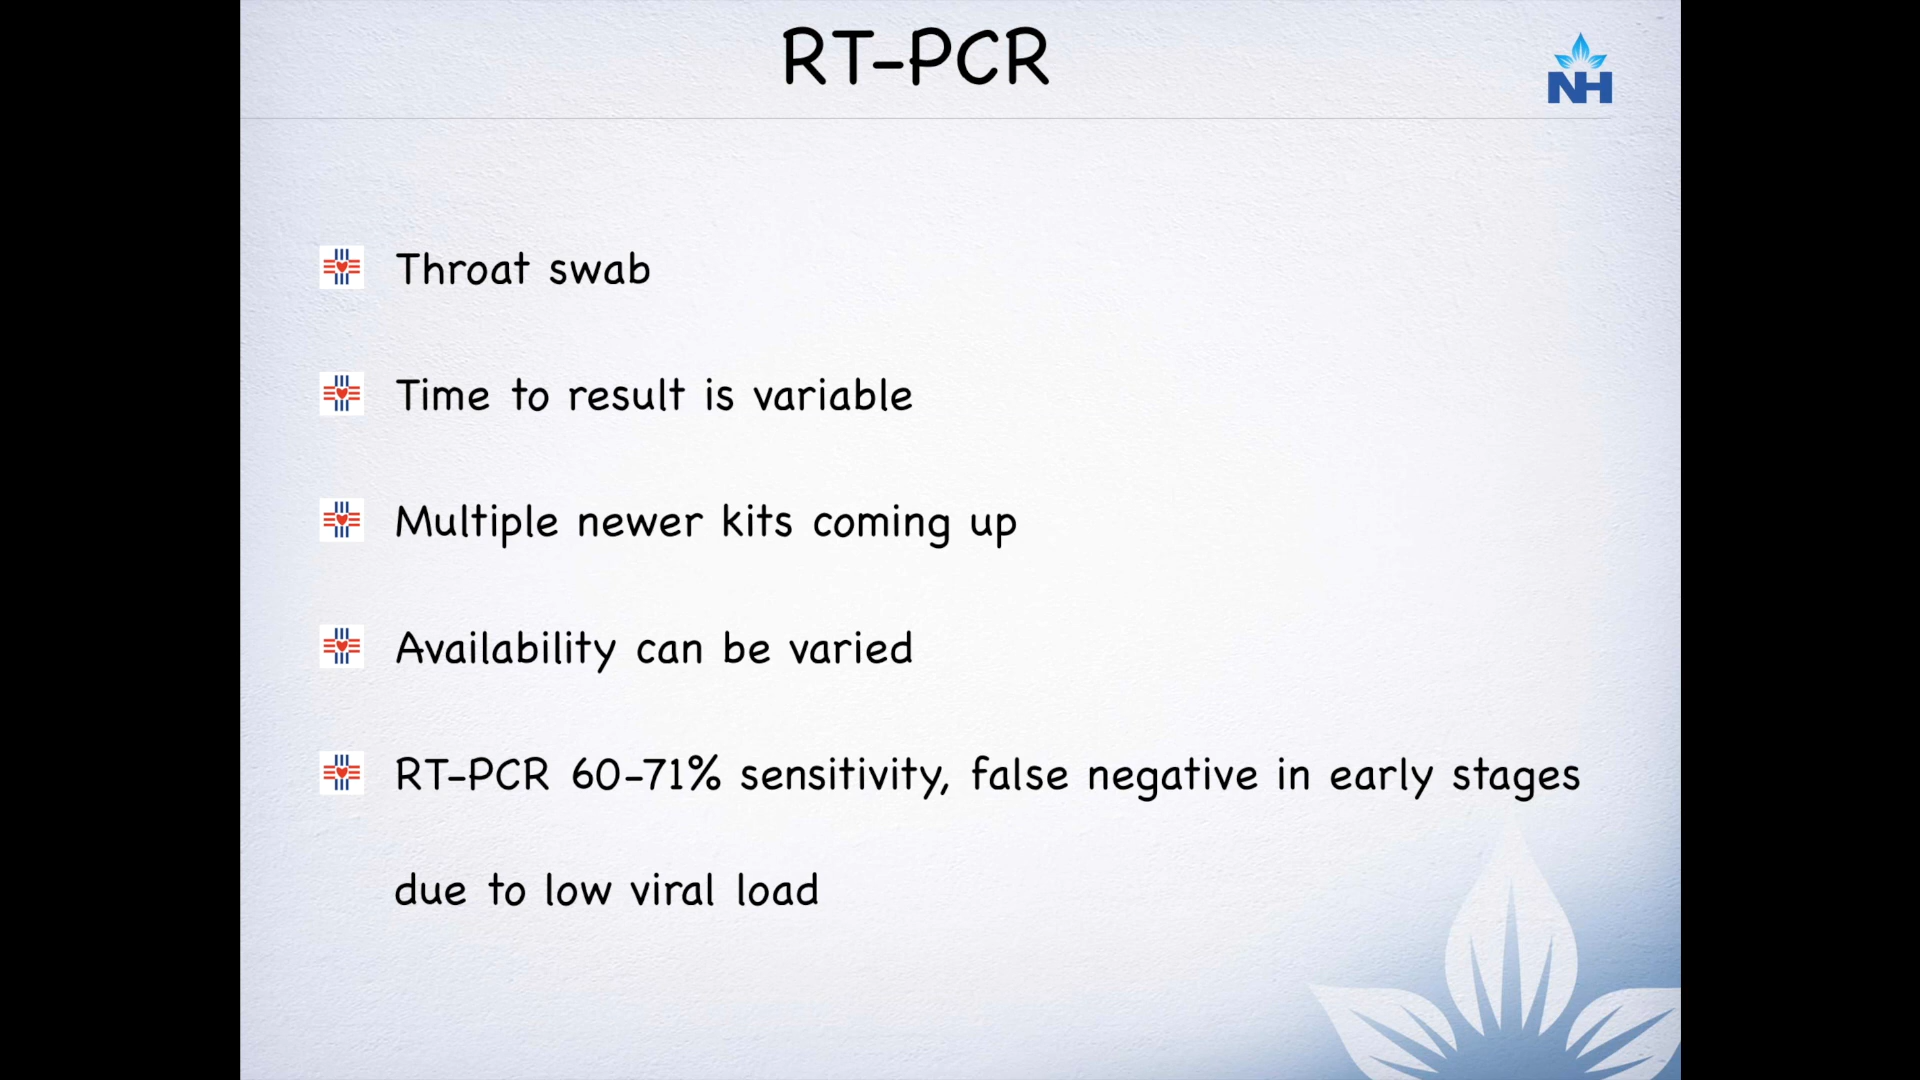 RT-PCR
NH
Throat swab
Time to result is variable
Multiple newer kits coming up
Availability can be varied
RT-PCR 60-71% sensitivity, false negative in early stages
due to low viral load